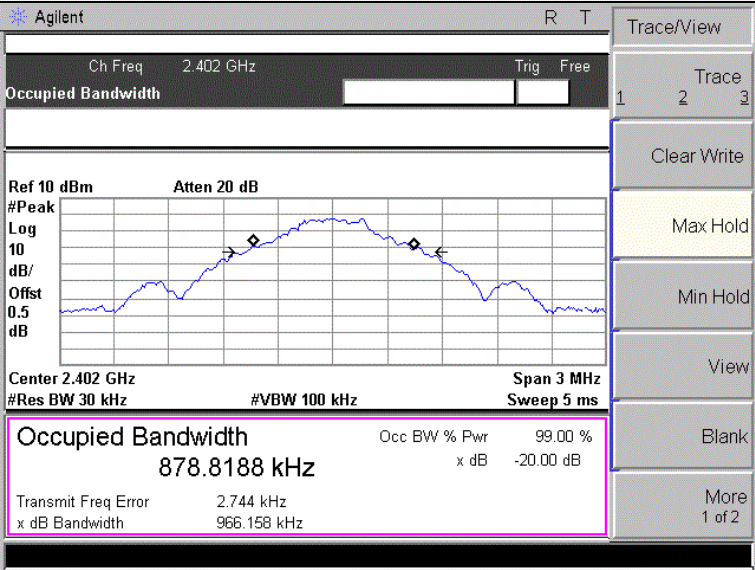 Agilent R T
Trace/View
Ch Freq 2.402 GHz Trig Free
Occupied Bandwidth
Trace
1 2 3
Clear Write
Max Hold
Min Hold
View
Blank
More
1 of 2
Ref 10 dBm Atten 20 dB
#Peak
Log
10
dB/
Offst
0.5
dB
Center 2.402 GHz Span 3 MHz
#Res BW 30 kHz #VBW 100 kHz Sweep 5 ms
Occupied Bandwidth Occ BW % Pwr 99.00 %
878.8188 kHz x dB -20.00 dB
Transmit Freq Error 2.744 kHz
x dB Bandwidth 966.158 kHz